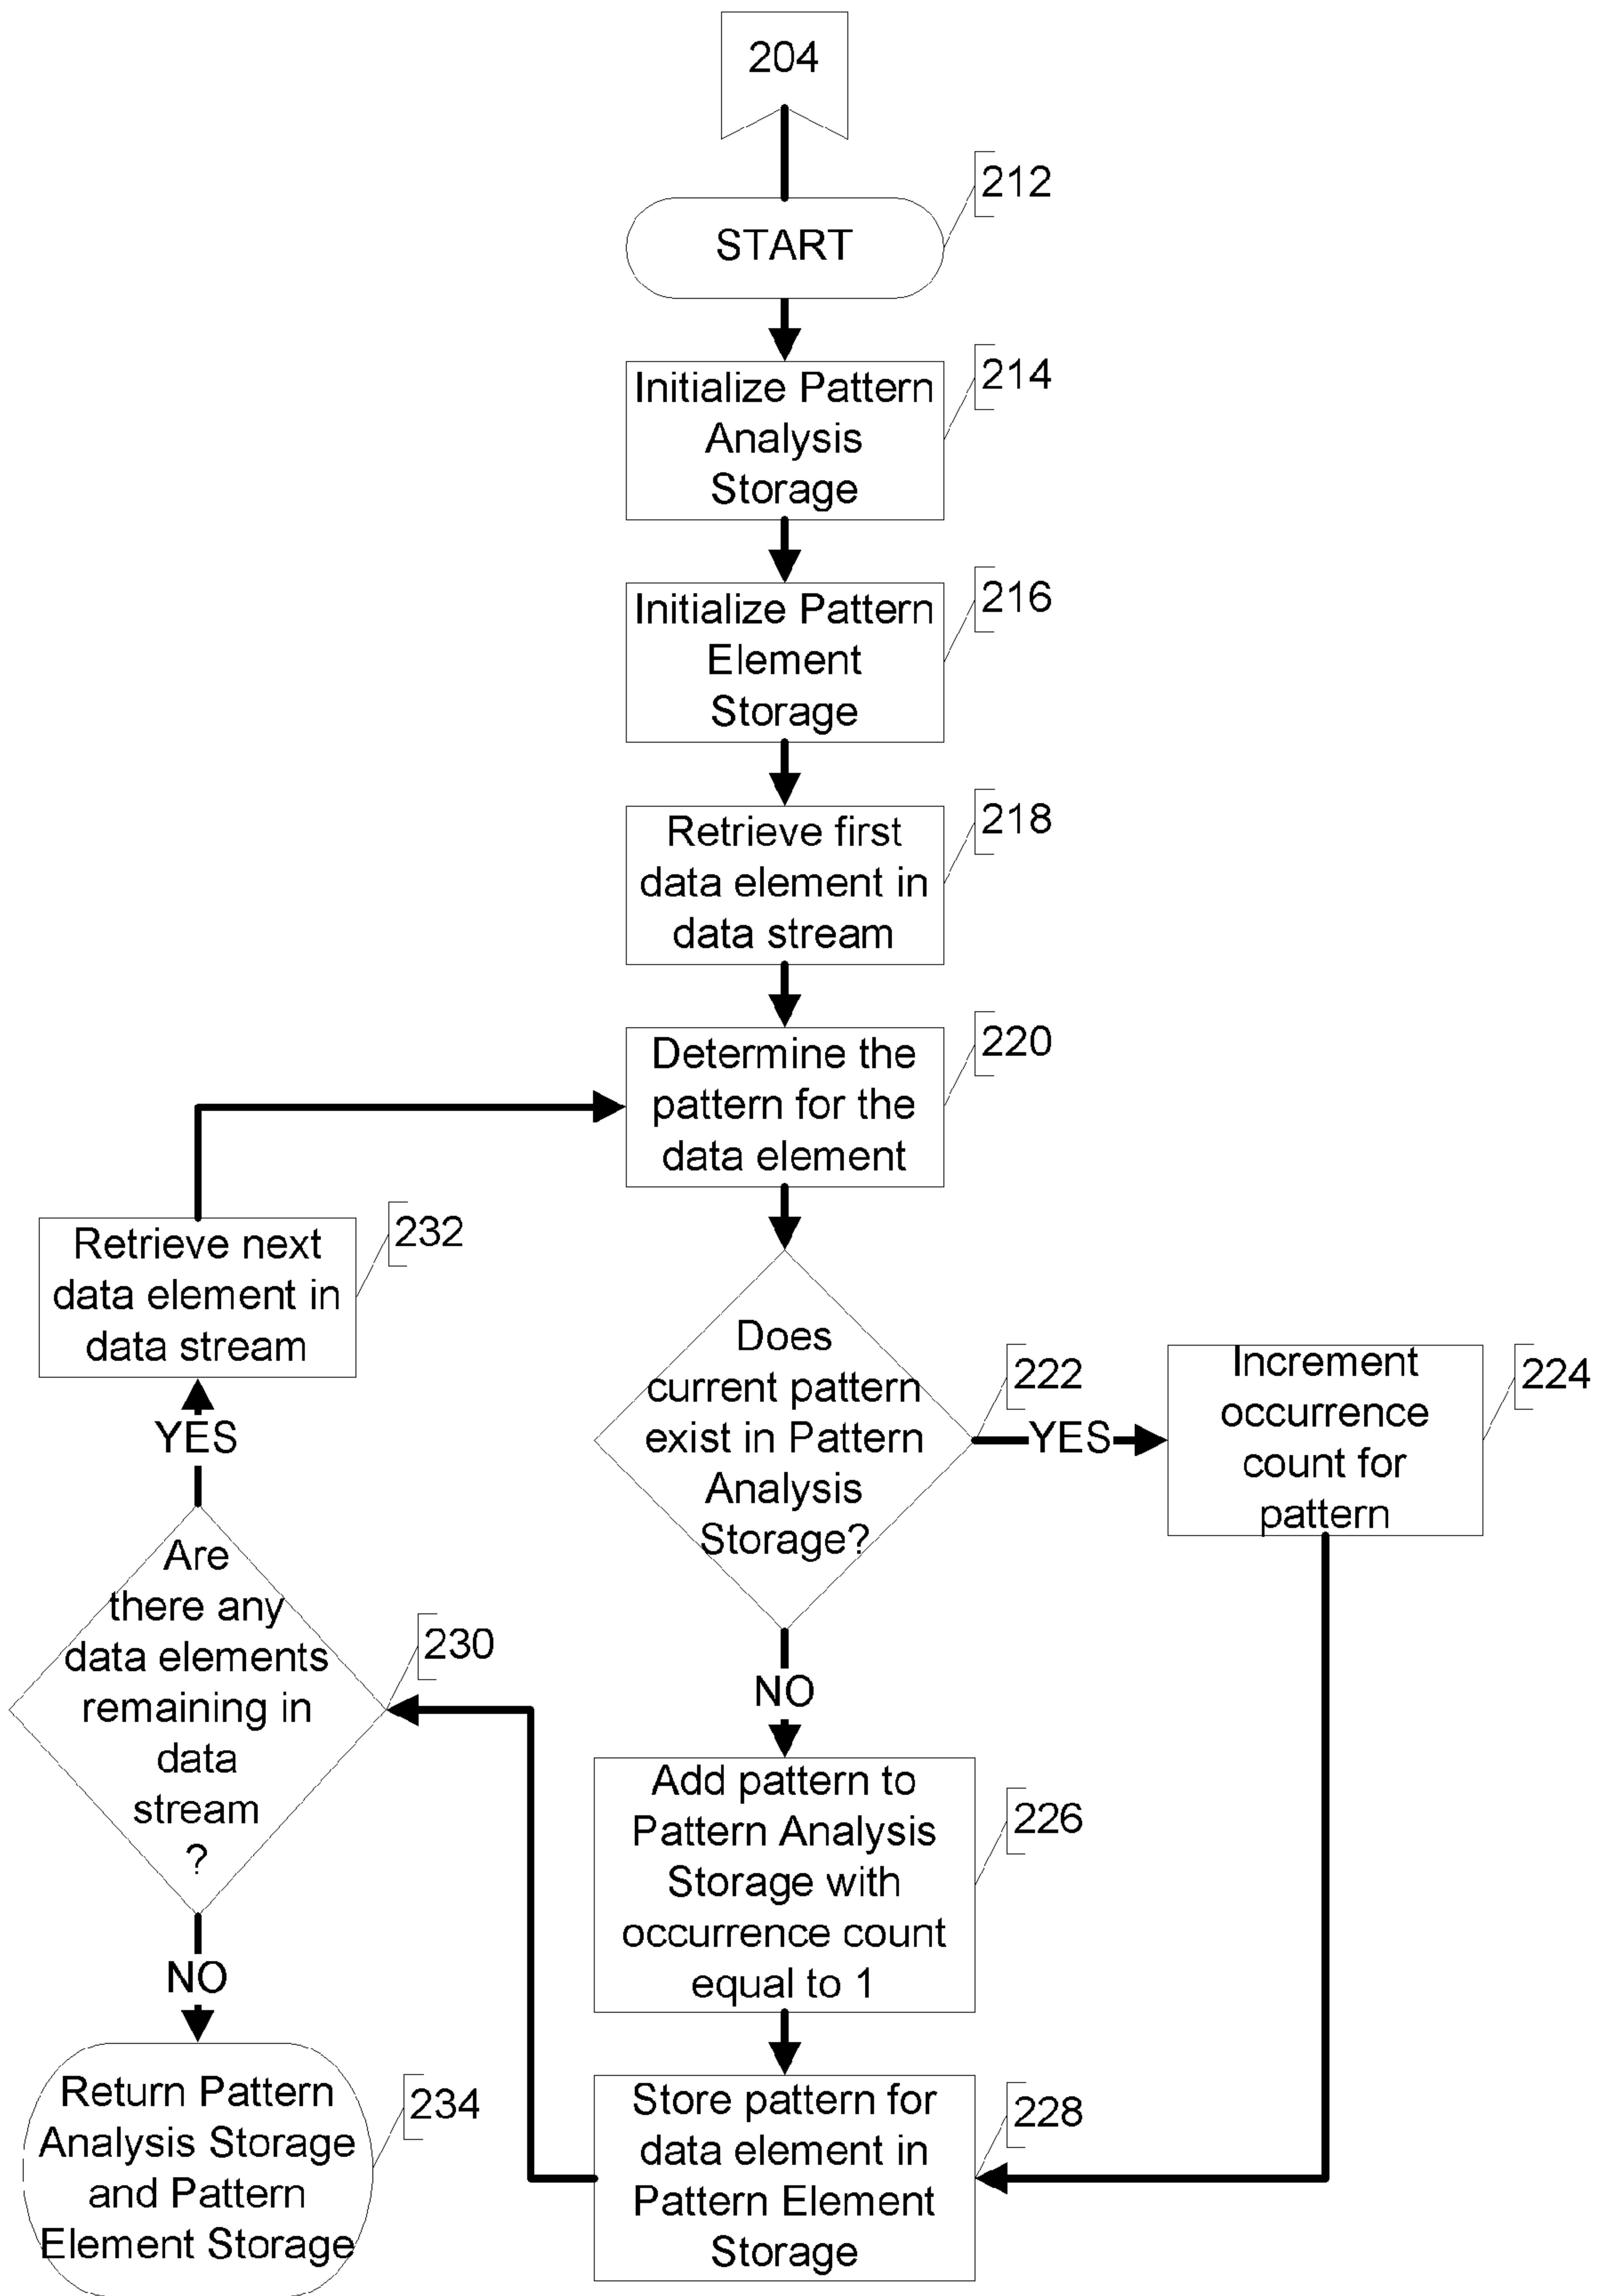 204
212
START
214
Initialize Pattern
Analysis
Storage
216
Initialize Pattern
Element
Storage
218
Retrieve first
data element in
data stream
220
Determine the
pattern for the
data element
232
Retrieve next
data element in
data stream
222
Does
current pattern
exist in Pattern
Analysis
Storage?
YES
224
Increment
occurrence
count for
pattern
YES
230
Are
there any
data elements
remaining in
data
stream
?
NO
226
Add pattern to
Pattern Analysis
Storage with
occurrence count
equal to 1
NO
234
Return Pattern
Analysis Storage
and Pattern
Element Storage
228
Store pattern for
data element in
Pattern Element
Storage